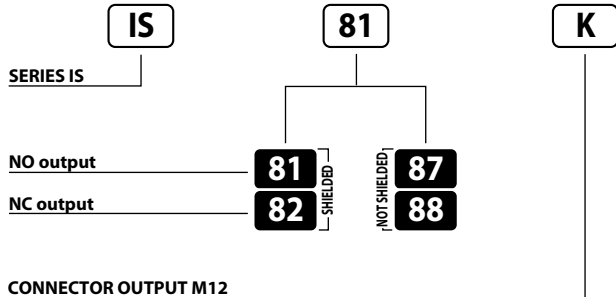 IS 81 K
SERIES IS
NO output 81 SHIELDED NOT SHIELDED 87
NC output 82 88
CONNECTOR OUTPUT M12